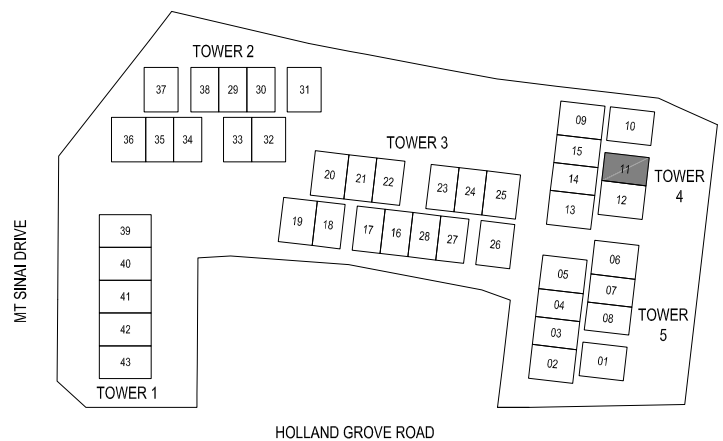 TOWER 2
37 38 29 30 31
36 35 34 33 32
TOWER 3
20 21 22 23 24 25
19 18 17 16 28 27 26
09 10
15
14 11
13 12
TOWER
4
39
40
41
42
43
TOWER 1
05 06
04 07
03 08
02 01
TOWER
5
MT SINAI DRIVE
HOLLAND GROVE ROAD